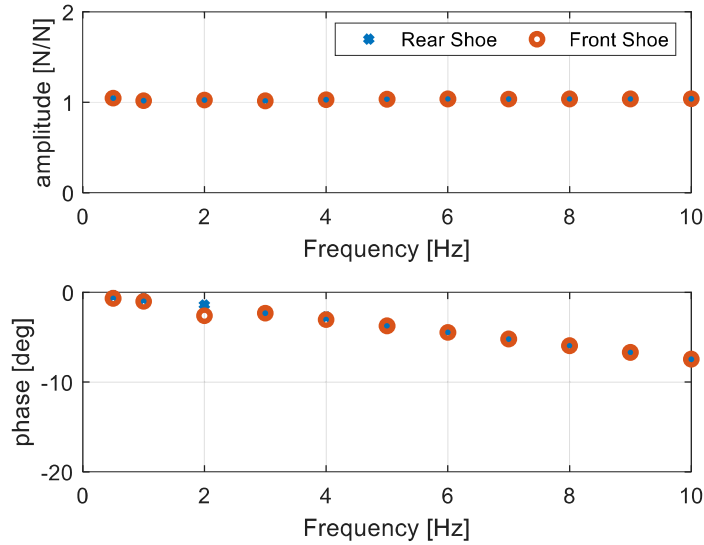 2
Rear Shoe Front Shoe
amplitude [N/N]
1
0
0 2 4 6 8 10
Frequency [Hz]
0
phase [deg]
-10
-20
0 2 4 6 8 10
Frequency [Hz]